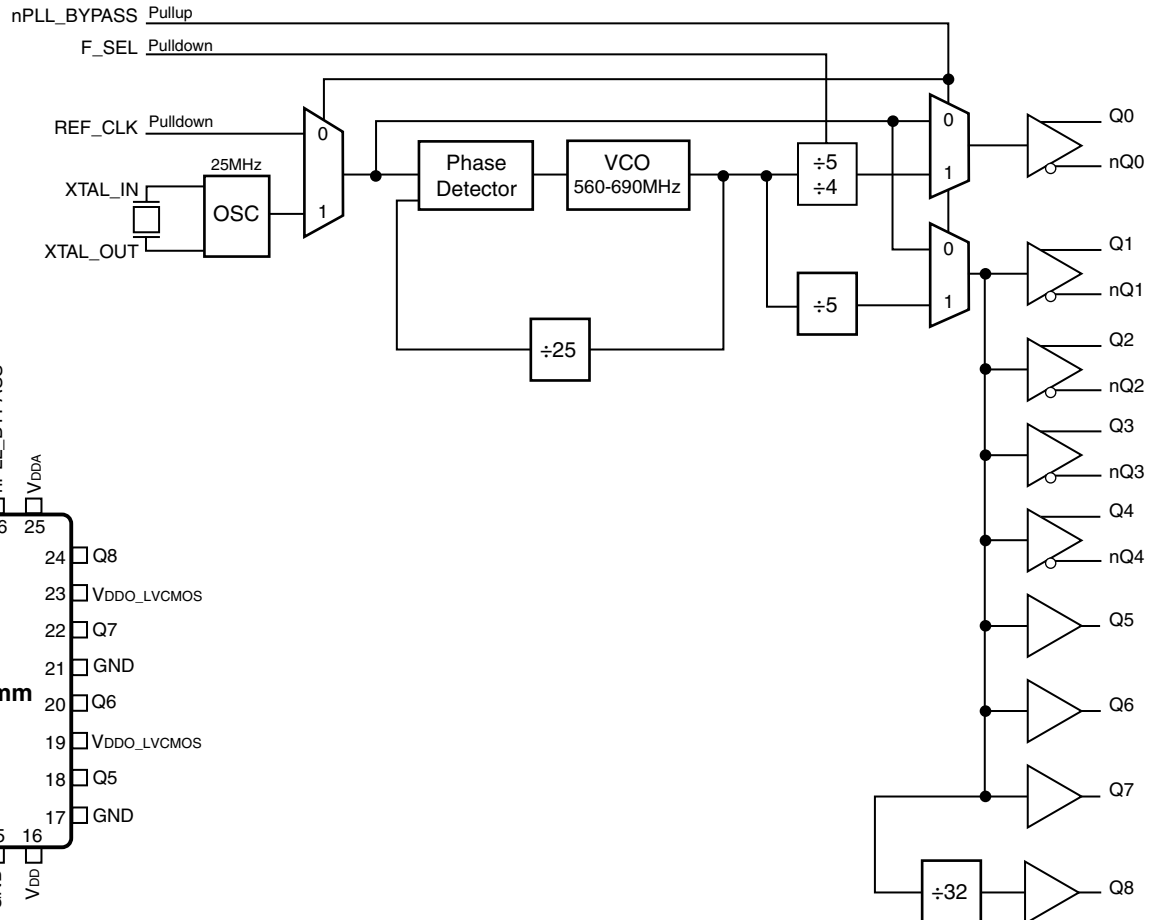 nPLL_BYPASS Pullup
F_SEL Pulldown
REF_CLK Pulldown
XTAL_IN
XTAL_OUT
25MHz
OSC
0
1
Phase
Detector
VCO
560-690MHz
÷5
÷4
÷5
÷25
0
1
0
1
Q0
nQ0
Q1
nQ1
Q2
nQ2
Q3
nQ3
Q4
nQ4
Q5
Q6
Q7
÷32
Q8
VDDA
25
24 Q8
23 VDDO_LVCMOS
22 Q7
21 GND
20 Q6
19 VDDO_LVCMOS
18 Q5
17 GND
16
VDD